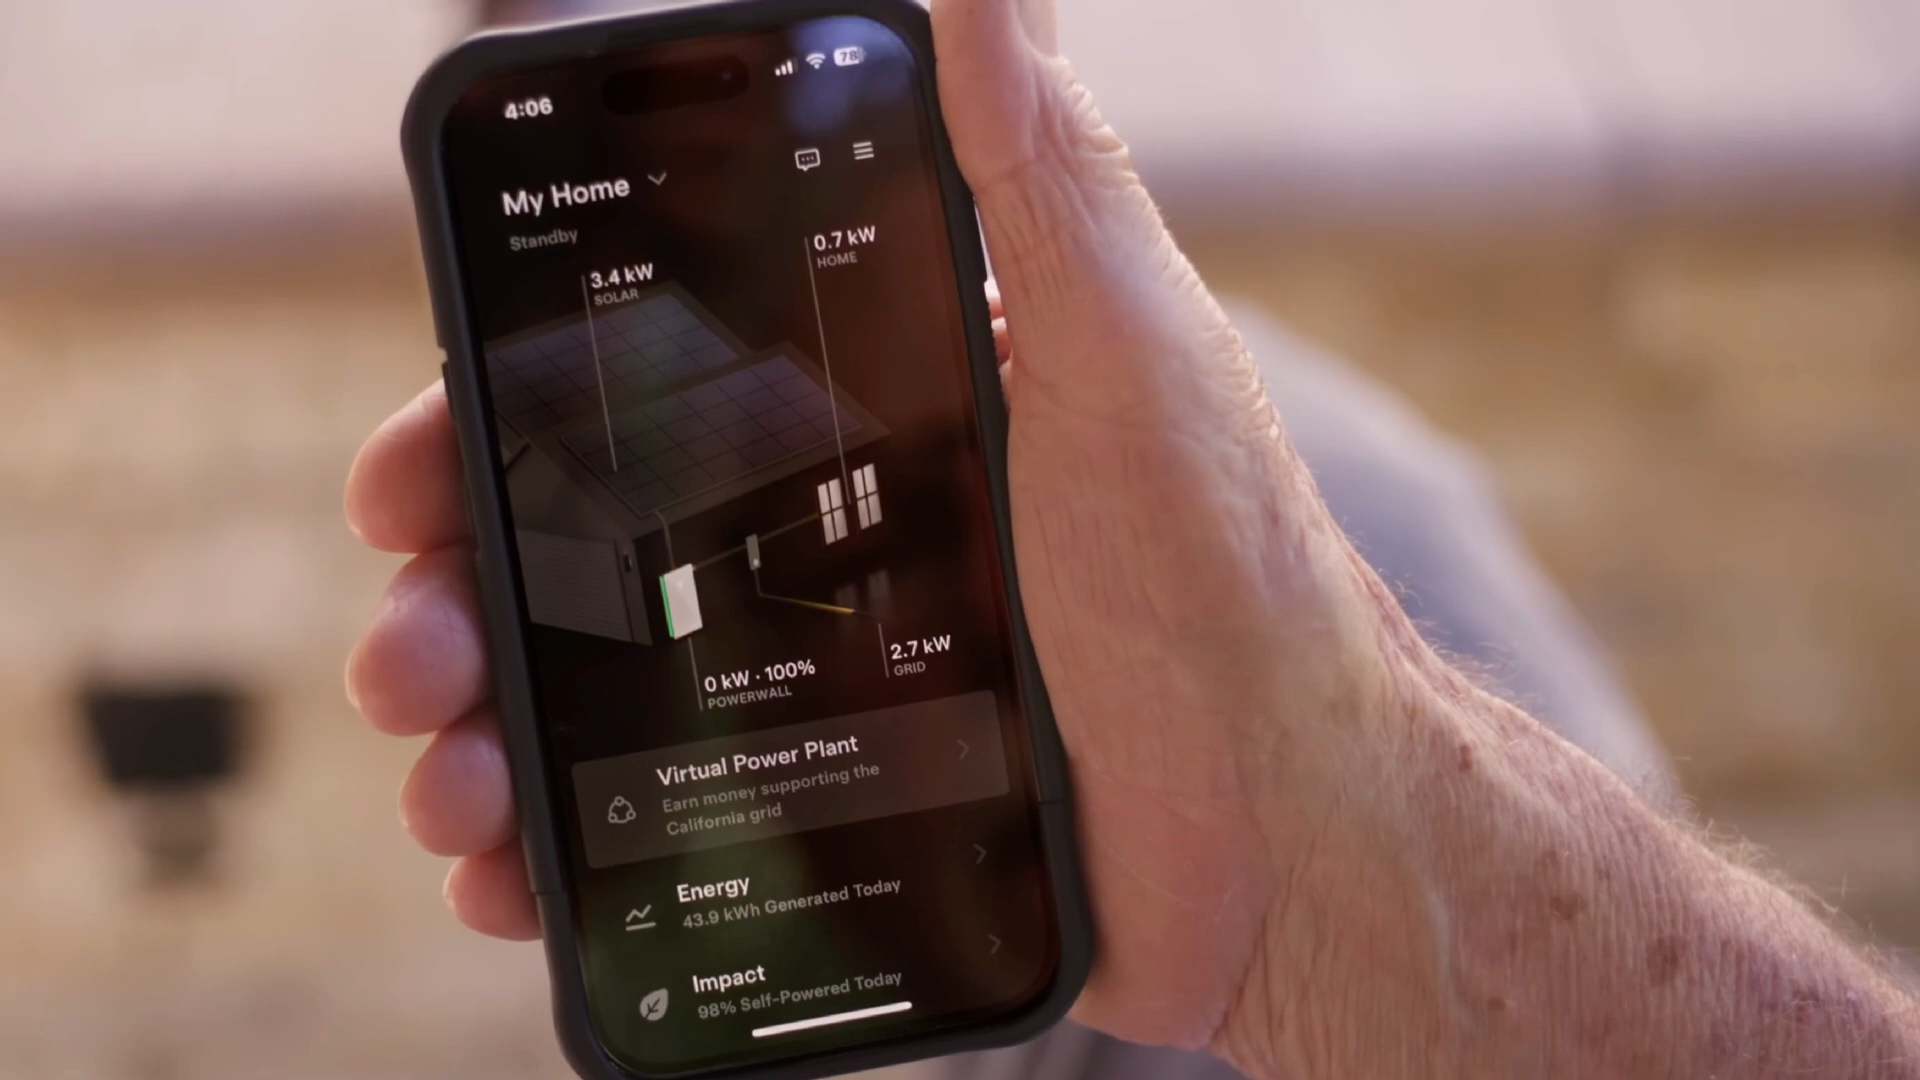 4:06
78
My Home
Standby
3.4 kW
SOLAR
0.7 kW
HOME
0 kW · 100%
POWERWALL
2.7 kW
GRID
Virtual Power Plant
Earn money supporting the
California grid
Energy
43.9 kWh Generated Today
Impact
98% Self-Powered Today